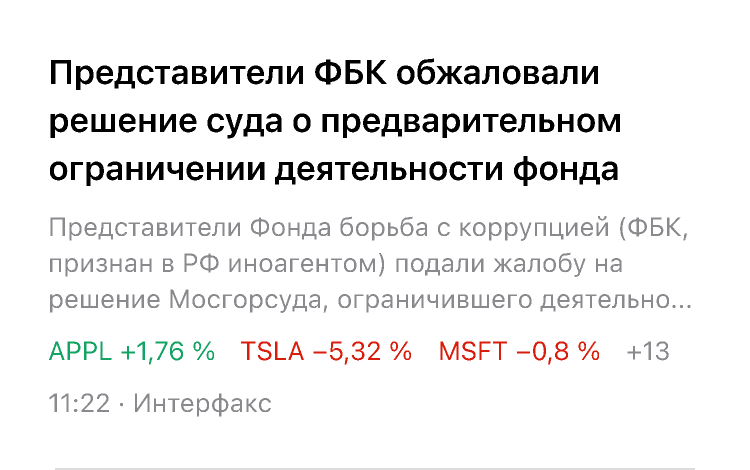 Представители ФБК обжаловали
решение суда о предварительном
ограничении деятельности фонда
Представители Фонда борьба с коррупцией (ФБК,
признан в РФ иноагентом) подали жалобу на
решение Мосгорсуда, ограничившего деятельно...
APPL +1,76 % TSLA −5,32 % MSFT −0,8 % +13
11:22 · Интерфакс